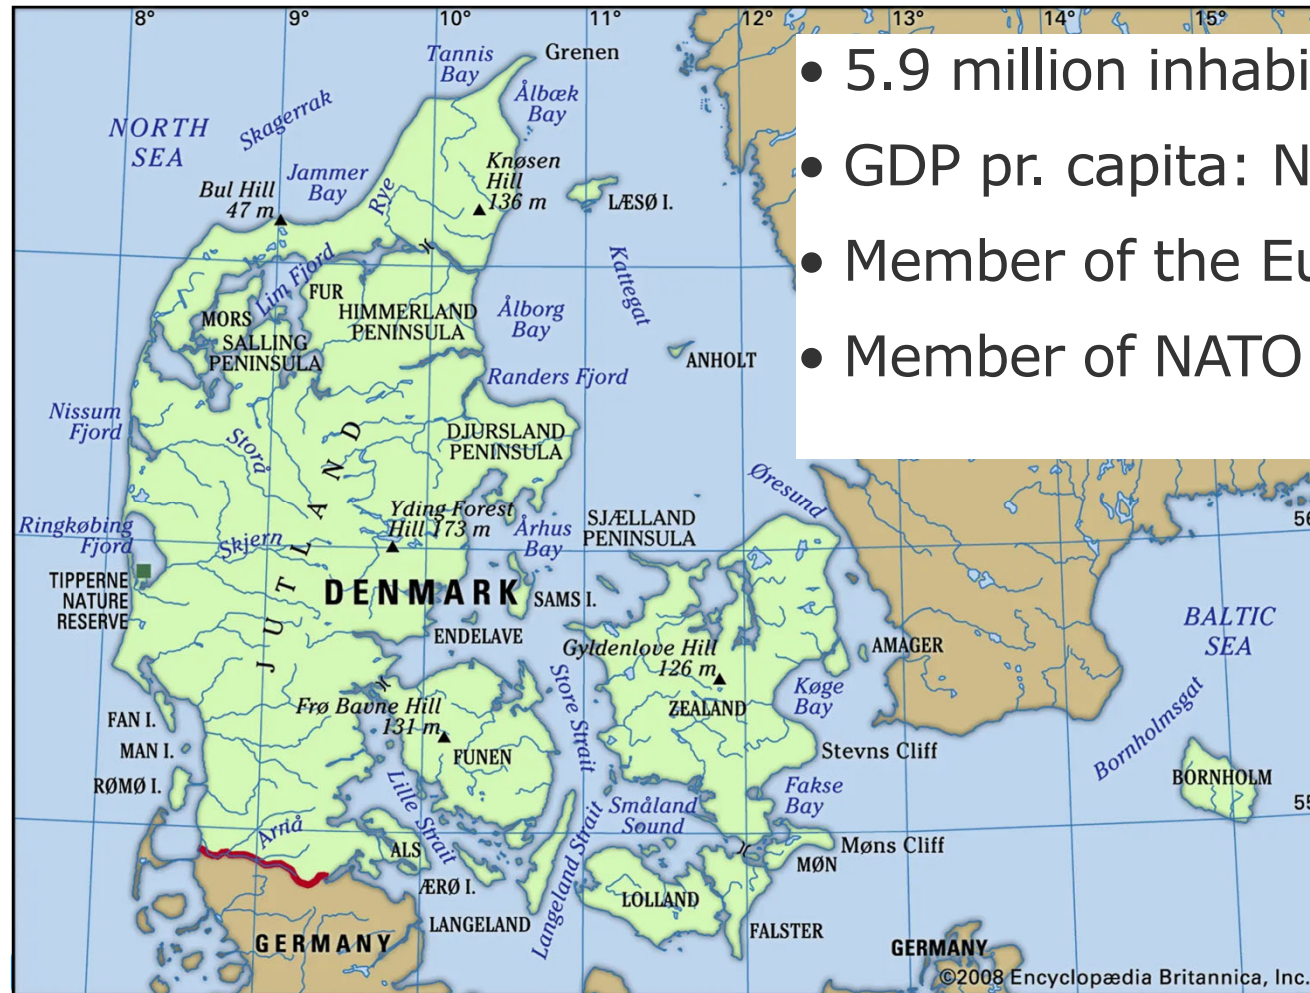 8°
9°
10°
11°
12°
13°
14°
15°
• 5.9 million inhabi
• GDP pr. capita: N
• Member of the Eu
• Member of NATO
Tannis
Bay
Grenen
Ålbæk
Bay
Skagerrak
NORTH
SEA
Jammer
Bay
Bul Hill
47 m
Rye
Knøsen
Hill
136 m
LÆSØ I.
Kattegat
Lim Fjord
FUR
MORS
HIMMERLAND
PENINSULA
SALLING
PENINSULA
Ålborg
Bay
ANHOLT
Randers Fjord
Nissum
Fjord
Storå
DJURSLAND
PENINSULA
JUTLAND
Øresund
Yding Forest
Hill 173 m
Århus
Bay
SJÆLLAND
PENINSULA
56
Ringkøbing
Fjord
Skjern
TIPPERNE
NATURE
RESERVE
DENMARK
SAMS I.
ENDELAVE
Gyldenløve Hill
126 m
AMAGER
BALTIC
SEA
Store Strait
ZEALAND
Køge
Bay
Frø Bavne Hill
131 m
FUNEN
FAN I.
MAN I.
RØMØ I.
Stevns Cliff
Bornholmsgat
BORNHOLM
Lille Strait
Småland
Sound
Fakse
Bay
55
Arnå
ALS
Langeland Strait
Møns Cliff
MØN
ÆRØ I.
LOLLAND
LANGELAND
FALSTER
GERMANY
GERMANY
©2008 Encyclopædia Britannica, Inc.